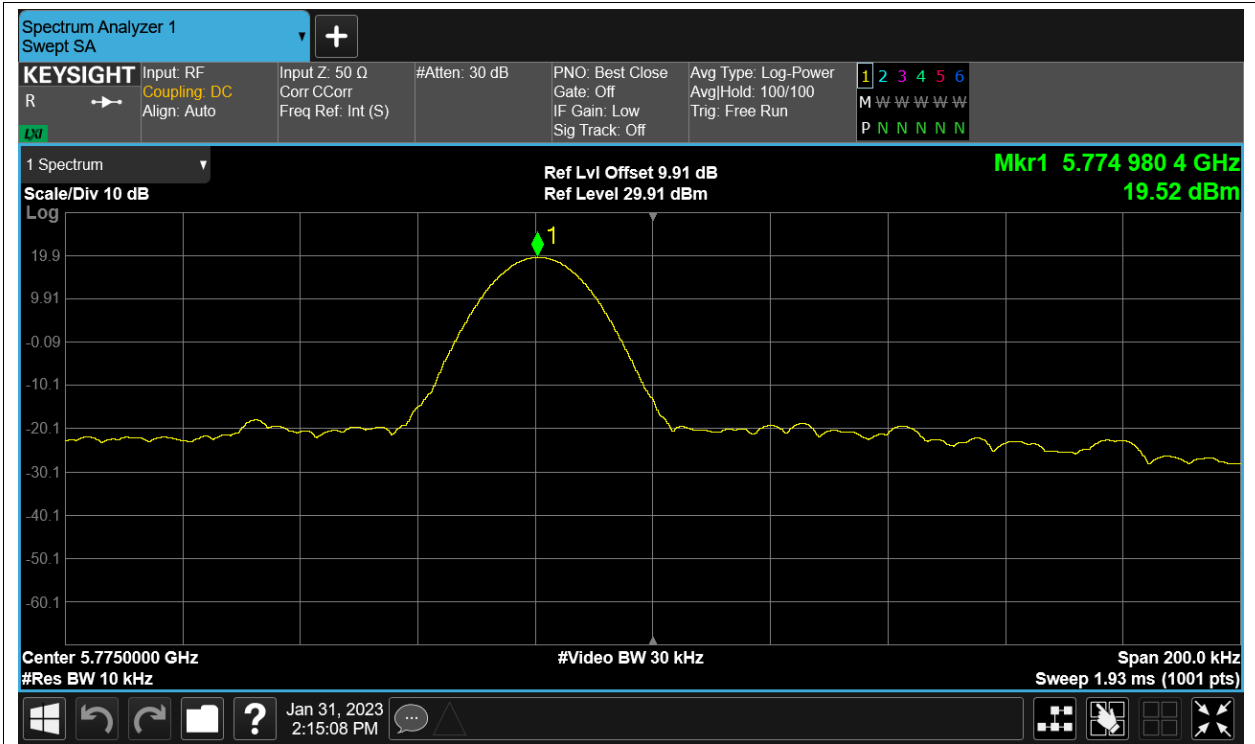 Spectrum Analyzer 1
Swept SA
KEYSIGHT
R
LXI
Input: RF
Coupling: DC
Align: Auto
Input Z: 50 Ω
Corr CCorr
Freq Ref: Int (S)
#Atten: 30 dB
PNO: Best Close
Gate: Off
IF Gain: Low
Sig Track: Off
Avg Type: Log-Power
Avg|Hold: 100/100
Trig: Free Run
1 2 3 4 5 6
M W W W W W
P N N N N N
1 Spectrum
Scale/Div 10 dB
Log
Ref Lvl Offset 9.91 dB
Ref Level 29.91 dBm
Mkr1 5.774 980 4 GHz
19.52 dBm
1
19.9
9.91
-0.09
-10.1
-20.1
-30.1
-40.1
-50.1
-60.1
Center 5.7750000 GHz
#Video BW 30 kHz
Span 200.0 kHz
#Res BW 10 kHz
Sweep 1.93 ms (1001 pts)
?
Jan 31, 2023
2:15:08 PM